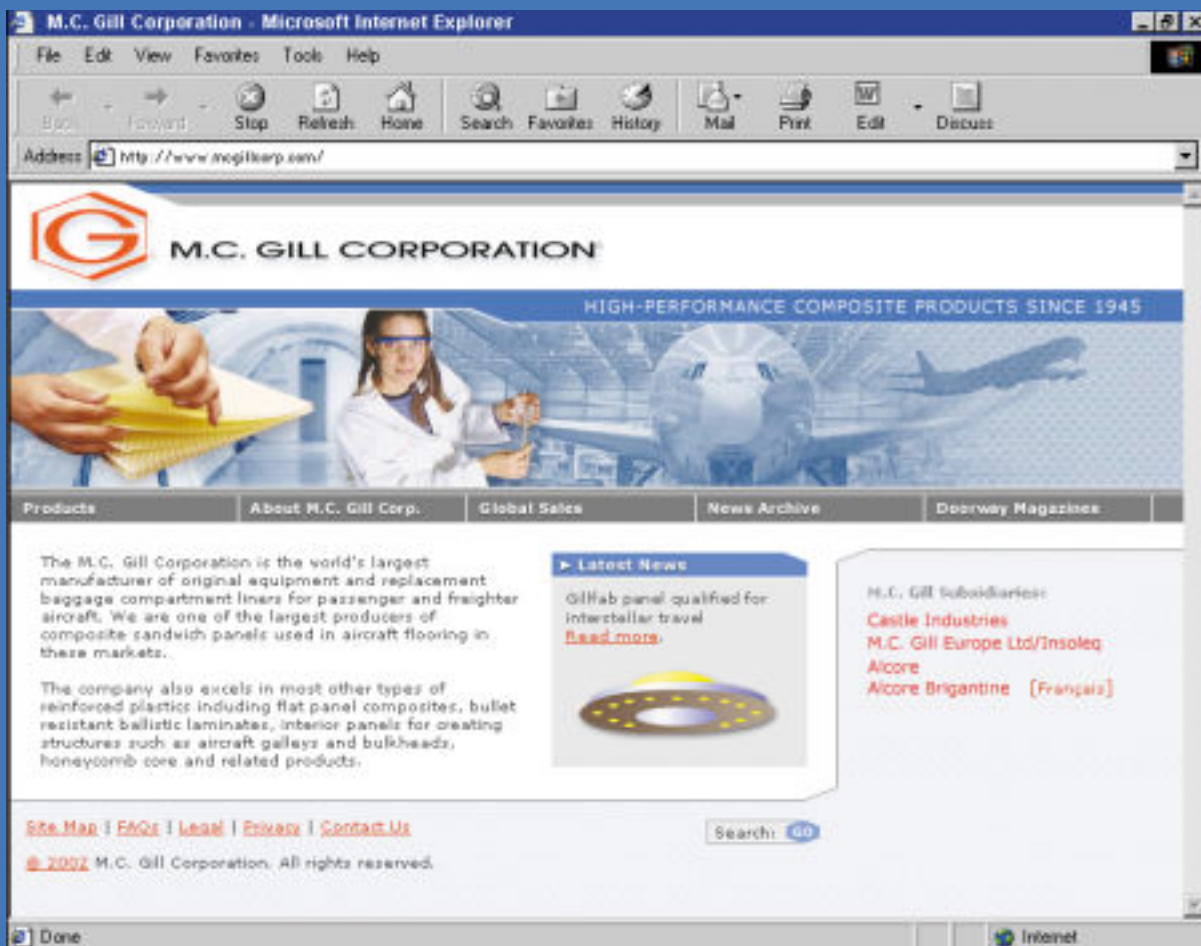 M.C. Gill Corporation - Microsoft Internet Explorer
File Edit View Favorites Tools Help
Back Forward Stop Refresh Home Search Favorites History Mail Print Edit Discuss
Address http://www.mcgillcorp.com/
G M.C. GILL CORPORATION
HIGH-PERFORMANCE COMPOSITE PRODUCTS SINCE 1945
Products About M.C. Gill Corp. Global Sales News Archive Doorway Magazines
The M.C. Gill Corporation is the world's largest
manufacturer of original equipment and replacement
baggage compartment liners for passenger and freighter
aircraft. We are one of the largest producers of
composite sandwich panels used in aircraft flooring in
these markets.
The company also excels in most other types of
reinforced plastics including flat panel composites, bullet
resistant ballistic laminates, interior panels for creating
structures such as aircraft galleys and bulkheads,
honeycomb core and related products.
Latest News
Gillfab panel qualified for
interstellar travel
Read more.
M.C. Gill Subsidiaries:
Castle Industries
M.C. Gill Europe Ltd/Insoleq
Alcore
Alcore Brigantine [Français]
Site Map | FAQs | Legal | Privacy | Contact Us
Search: GO
© 2002 M.C. Gill Corporation. All rights reserved.
Done Internet